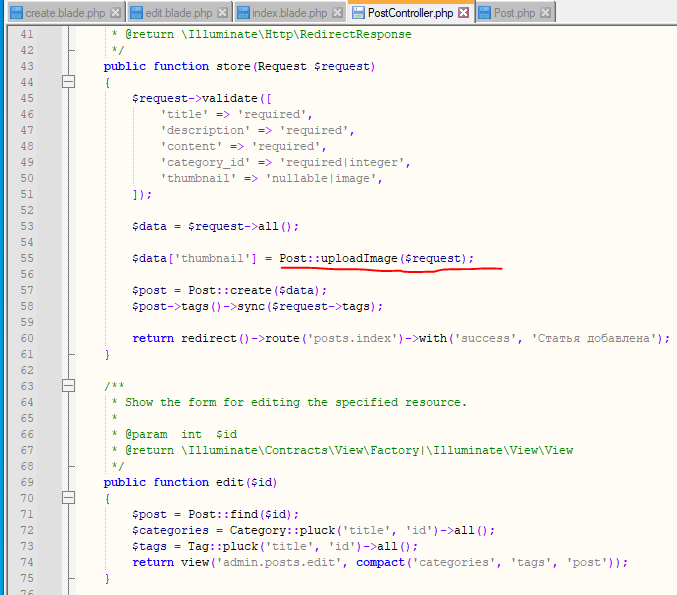 create.blade.php edit.blade.php index.blade.php PostController.php Post.php
41 * @return \Illuminate\Http\RedirectResponse
42 */
43 public function store(Request $request)
44 {
45 $request->validate([
46 'title' => 'required',
47 'description' => 'required',
48 'content' => 'required',
49 'category_id' => 'required|integer',
50 'thumbnail' => 'nullable|image',
51 ]);
52
53 $data = $request->all();
54
55 $data['thumbnail'] = Post::uploadImage($request);
56
57 $post = Post::create($data);
58 $post->tags()->sync($request->tags);
59
60 return redirect()->route('posts.index')->with('success', 'Статья добавлена');
61 }
62
63 /**
64 * Show the form for editing the specified resource.
65 *
66 * @param int $id
67 * @return \Illuminate\Contracts\View\Factory|\Illuminate\View\View
68 */
69 public function edit($id)
70 {
71 $post = Post::find($id);
72 $categories = Category::pluck('title', 'id')->all();
73 $tags = Tag::pluck('title', 'id')->all();
74 return view('admin.posts.edit', compact('categories', 'tags', 'post'));
75 }
76